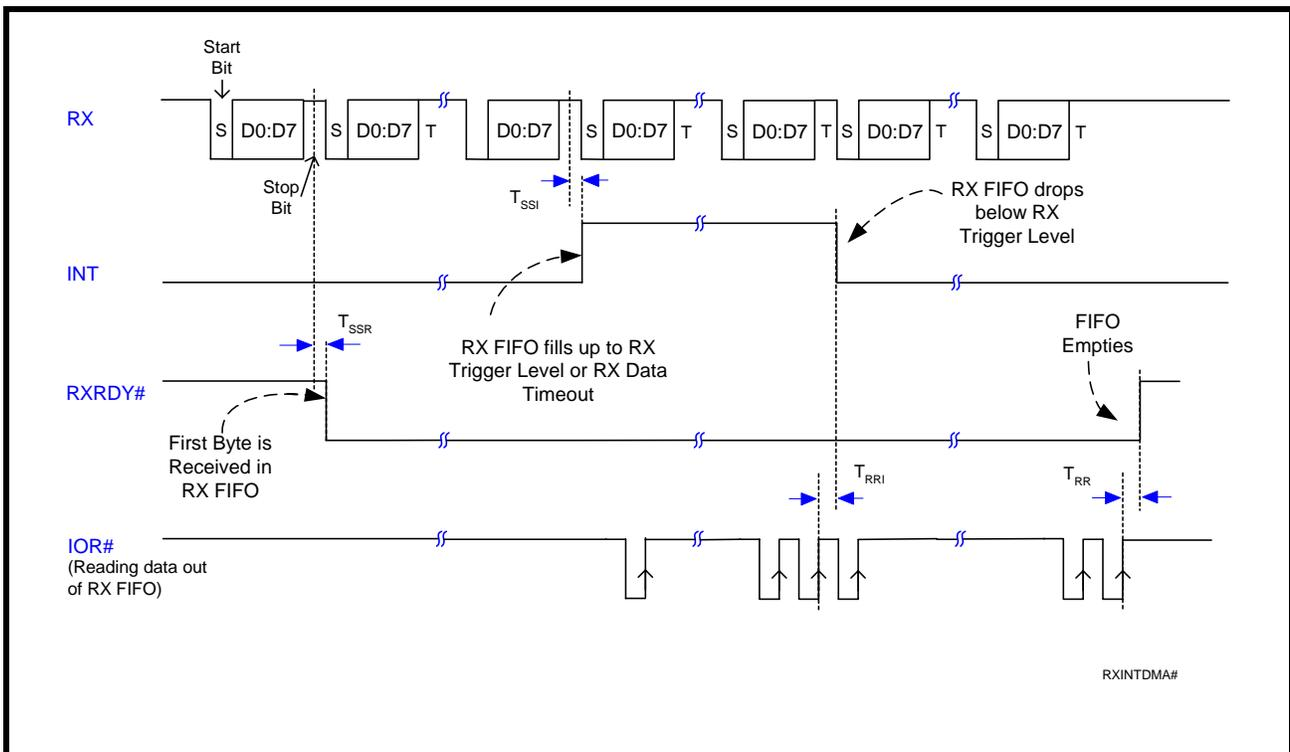 Start
Bit
RX
S D0:D7 S D0:D7 T D0:D7 S D0:D7 T S D0:D7 T S D0:D7 T S D0:D7 T
Stop
Bit
TSSI
RX FIFO drops
below RX
Trigger Level
INT
TSSR
RX FIFO fills up to RX
Trigger Level or RX Data
Timeout
FIFO
Empties
RXRDY#
First Byte is
Received in
RX FIFO
TRRI
TRR
IOR#
(Reading data out
of RX FIFO)
RXINTDMA#